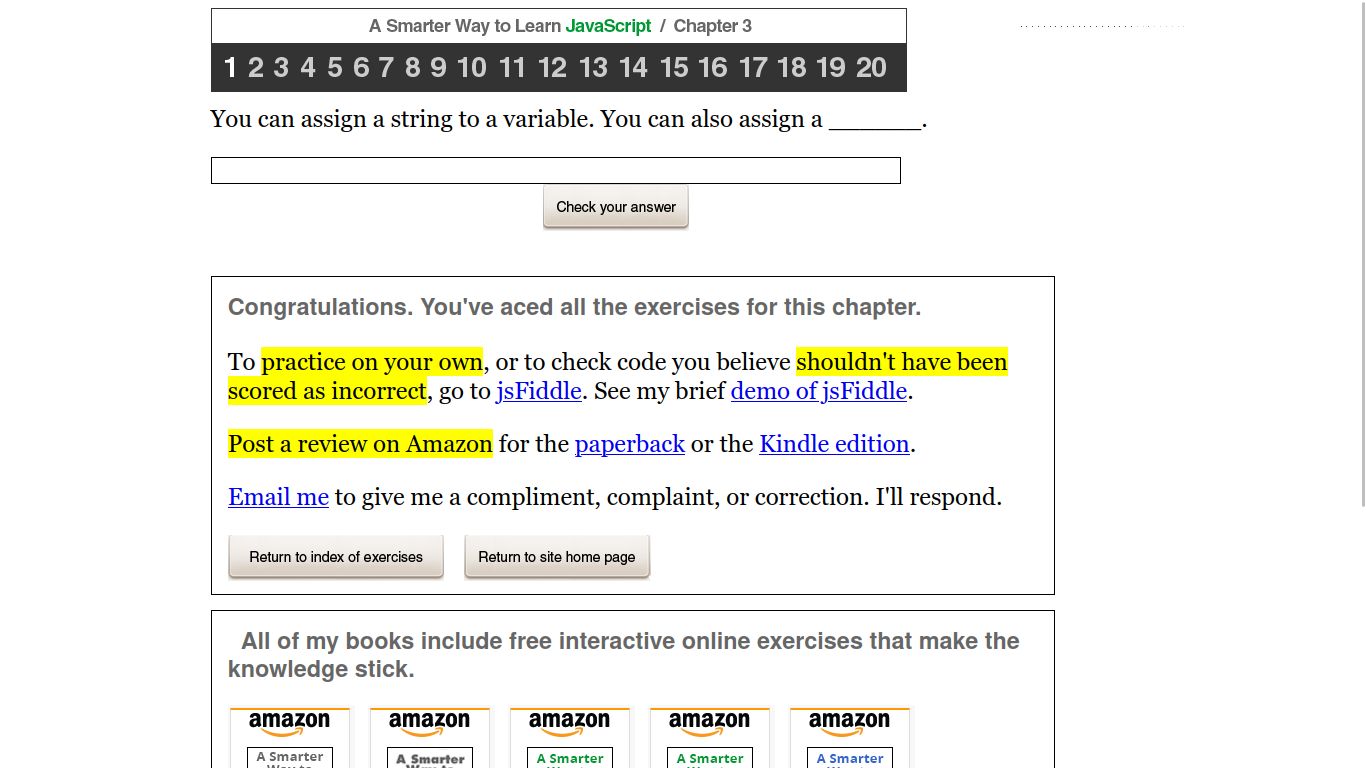 A Smarter Way to Learn JavaScript / Chapter 3
1 2 3 4 5 6 7 8 9 10 11 12 13 14 15 16 17 18 19 20
You can assign a string to a variable. You can also assign a ______.
Check your answer
Congratulations. You've aced all the exercises for this chapter.
To practice on your own, or to check code you believe shouldn't have been
scored as incorrect, go to jsFiddle. See my brief demo of jsFiddle.
Post a review on Amazon for the paperback or the Kindle edition.
Email me to give me a compliment, complaint, or correction. I'll respond.
Return to index of exercises Return to site home page
All of my books include free interactive online exercises that make the
knowledge stick.
amazon amazon amazon amazon amazon
A Smarter A Smarter A Smarter A Smarter A Smarter